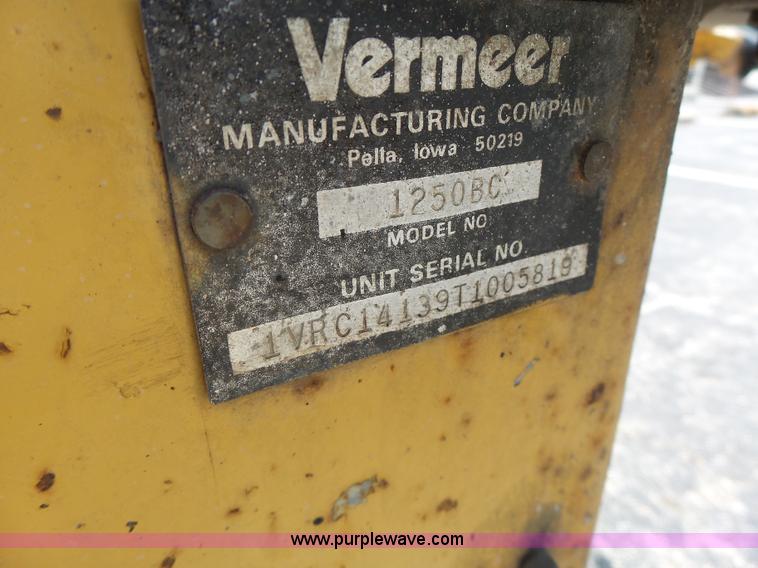 Vermeer
MANUFACTURING COMPANY
Pella, Iowa 50219
1250BC
MODEL NO
UNIT SERIAL NO
1VRC14139T1005819
www.purplewave.com